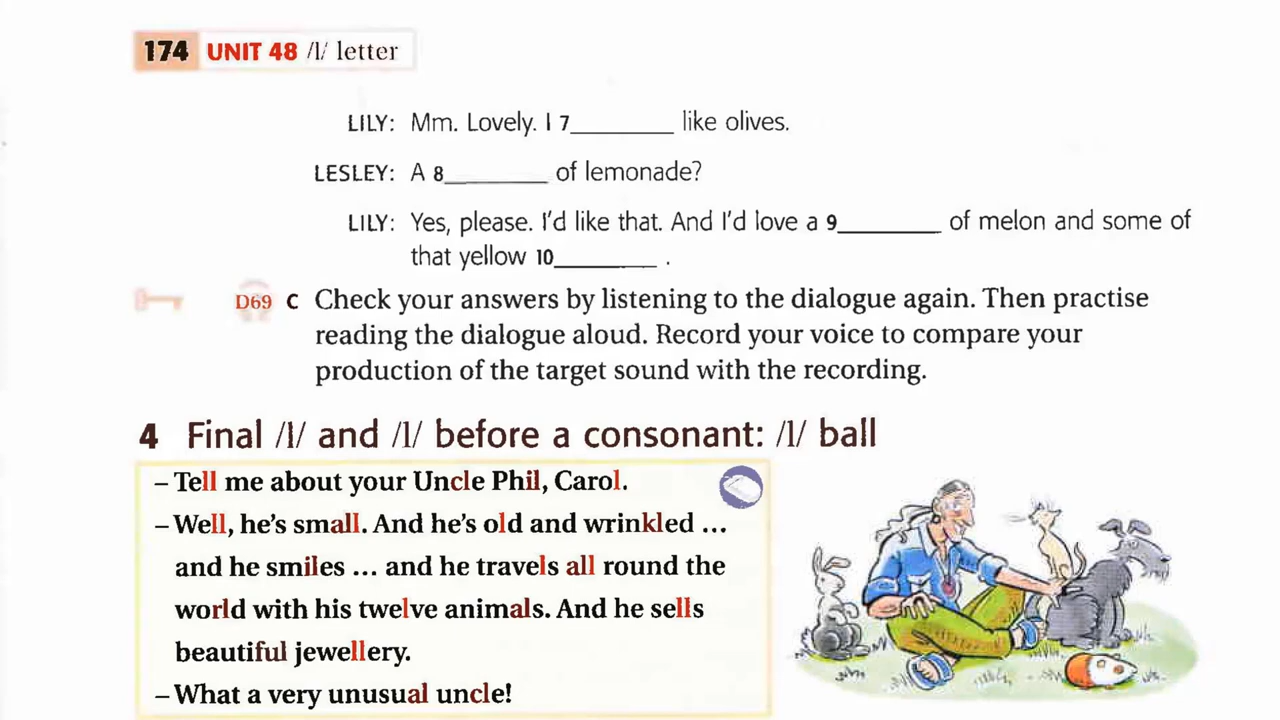 174 UNIT 48 /l/ letter
LILY: Mm. Lovely. I 7________ like olives.
LESLEY: A 8________ of lemonade?
LILY: Yes, please. I'd like that. And I'd love a 9________ of melon and some of
that yellow 10________ .
D69 C Check your answers by listening to the dialogue again. Then practise
reading the dialogue aloud. Record your voice to compare your
production of the target sound with the recording.
4 Final /l/ and /l/ before a consonant: /l/ ball
– Tell me about your Uncle Phil, Carol.
– Well, he's small. And he's old and wrinkled ...
and he smiles ... and he travels all round the
world with his twelve animals. And he sells
beautiful jewellery.
– What a very unusual uncle!